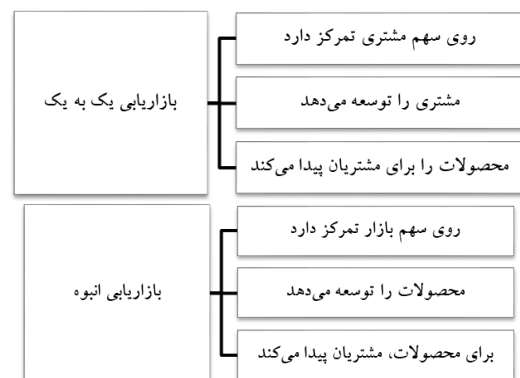 بازاریابی یک به یک
روی سهم مشتری تمرکز دارد
مشتری را توسعه می‌دهد
محصولات را برای مشتریان پیدا می‌کند
بازاریابی انبوه
روی سهم بازار تمرکز دارد
محصولات را توسعه می‌دهد
برای محصولات، مشتریان پیدا می‌کند